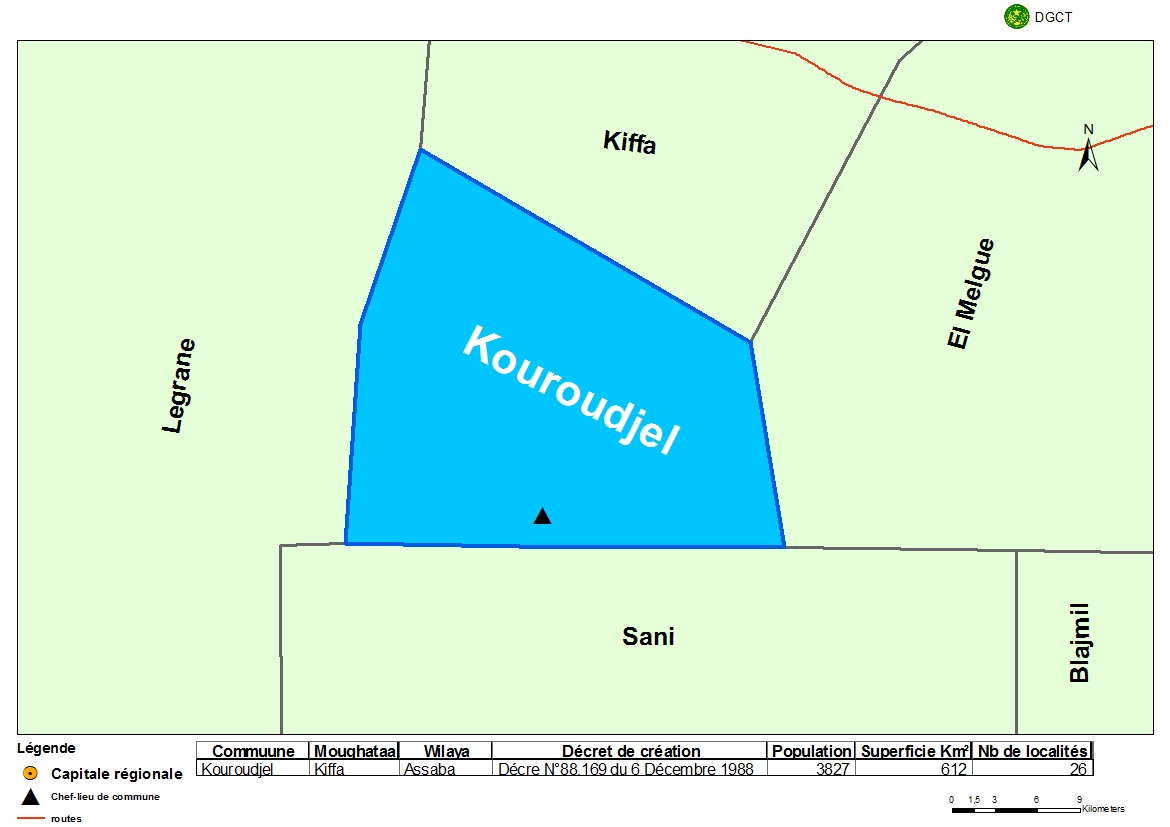 DGCT
Kiffa
N
El Melgue
Legrane
Kouroudjel
Sani
Blajmil
Légende
Capitale régionale
Chef-lieu de commune
routes
Commuune Moughataa Wilaya Décret de création Population Superficie Km² Nb de localités
Kouroudjel Kiffa Assaba Décre N°88.169 du 6 Décembre 1988 3827 612 26
0 1,5 3 6 9
Kilometers